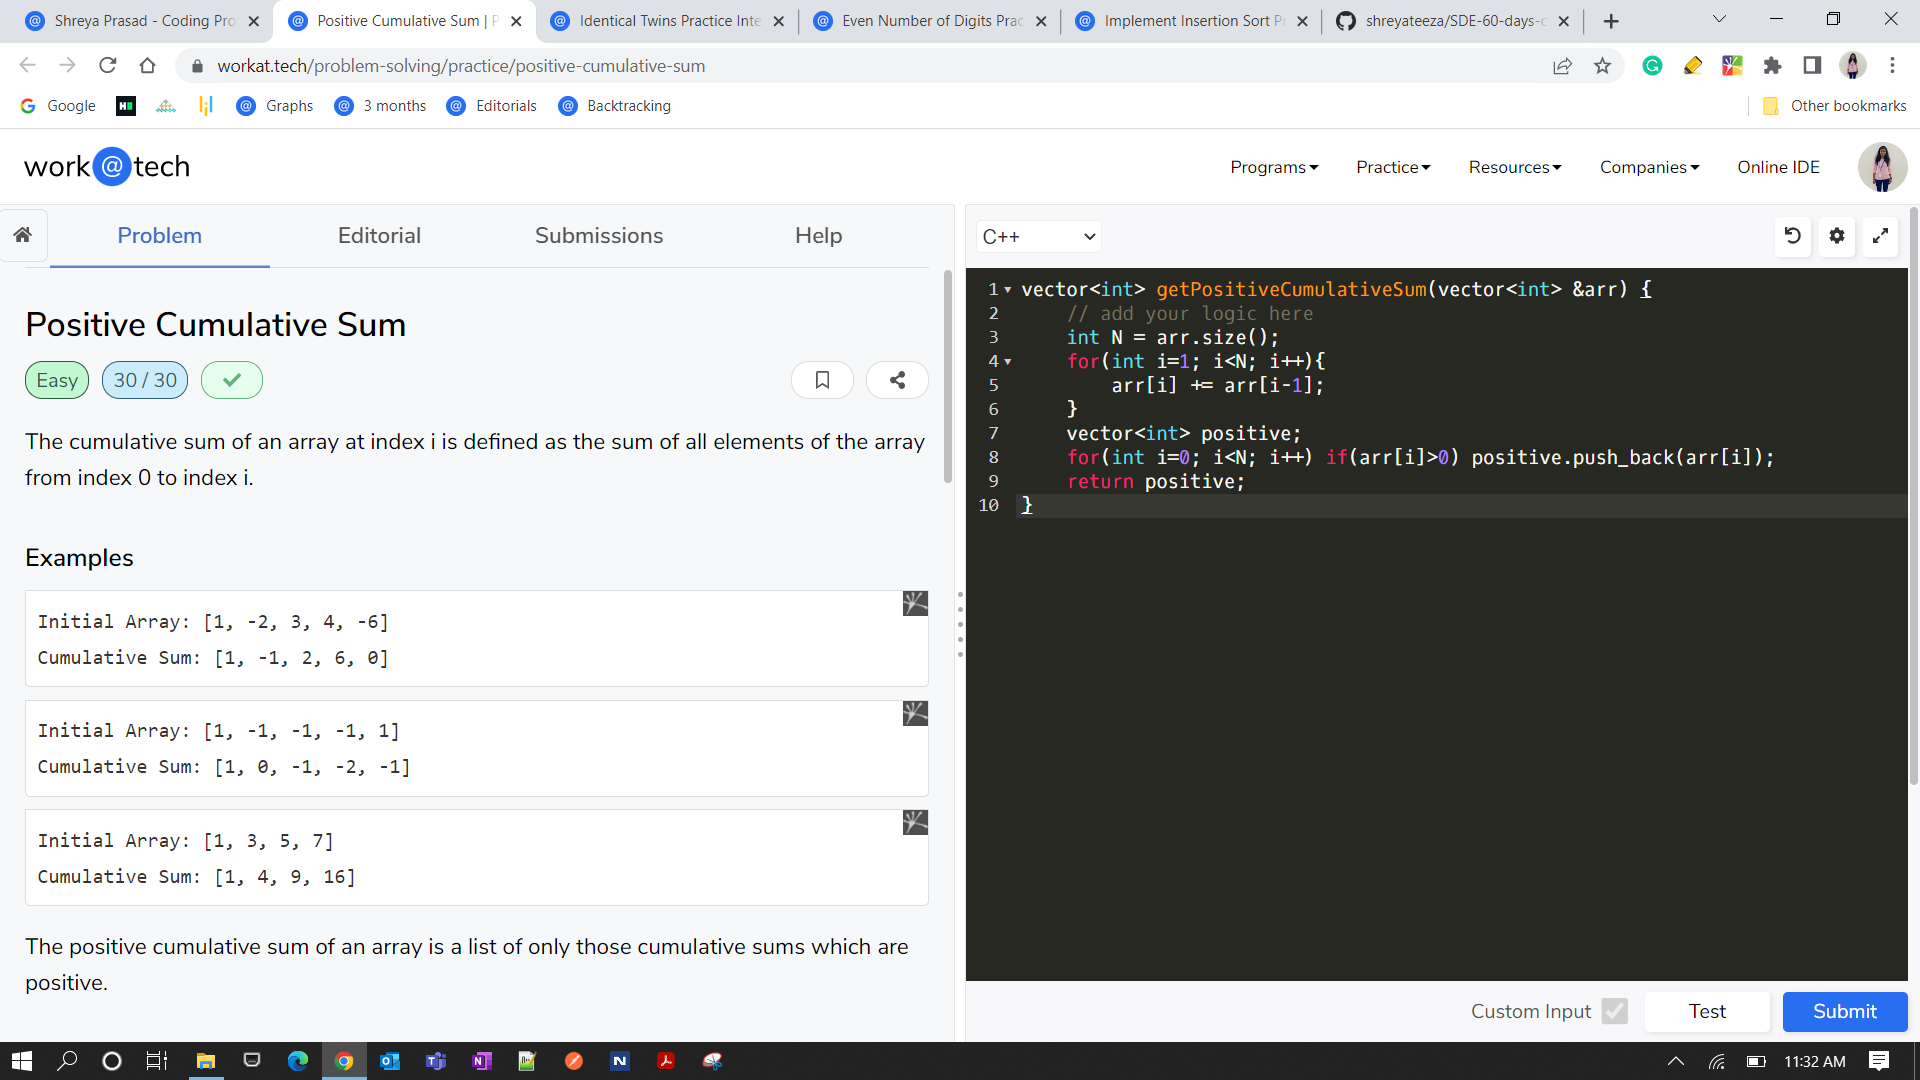 Shreya Prasad - Coding Pro
Positive Cumulative Sum | P
Identical Twins Practice Inte
Even Number of Digits Prac
Implement Insertion Sort P
shreyateeza/SDE-60-days-c
workat.tech/problem-solving/practice/positive-cumulative-sum
Google
Graphs
3 months
Editorials
Backtracking
Other bookmarks
work@tech
Programs
Practice
Resources
Companies
Online IDE
Problem
Editorial
Submissions
Help
C++
Positive Cumulative Sum
Easy
30 / 30
The cumulative sum of an array at index i is defined as the sum of all elements of the array
from index 0 to index i.
Examples
Initial Array: [1, -2, 3, 4, -6]
Cumulative Sum: [1, -1, 2, 6, 0]
Initial Array: [1, -1, -1, -1, 1]
Cumulative Sum: [1, 0, -1, -2, -1]
Initial Array: [1, 3, 5, 7]
Cumulative Sum: [1, 4, 9, 16]
The positive cumulative sum of an array is a list of only those cumulative sums which are
positive.
1 vector<int> getPositiveCumulativeSum(vector<int> &arr) {
2 // add your logic here
3 int N = arr.size();
4 for(int i=1; i<N; i++){
5 arr[i] += arr[i-1];
6 }
7 vector<int> positive;
8 for(int i=0; i<N; i++) if(arr[i]>0) positive.push_back(arr[i]);
9 return positive;
10 }
Custom Input
Test
Submit
11:32 AM